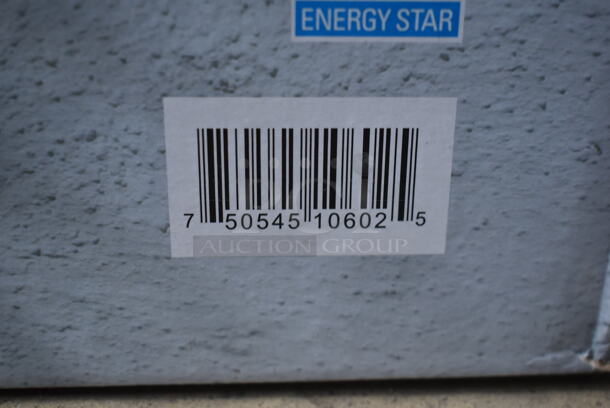 ENERGY STAR
7 50545 10602 5
AUCTION GROUP